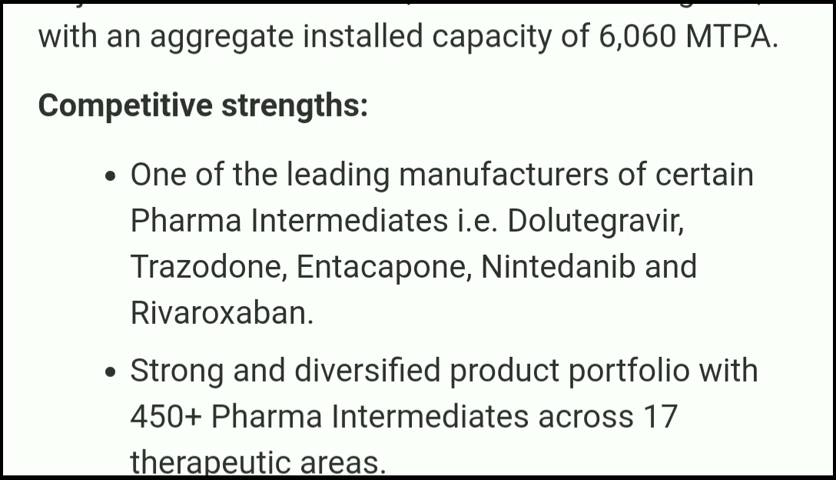 with an aggregate installed capacity of 6,060 MTPA.
Competitive strengths:
• One of the leading manufacturers of certain
Pharma Intermediates i.e. Dolutegravir,
Trazodone, Entacapone, Nintedanib and
Rivaroxaban.
• Strong and diversified product portfolio with
450+ Pharma Intermediates across 17
therapeutic areas.